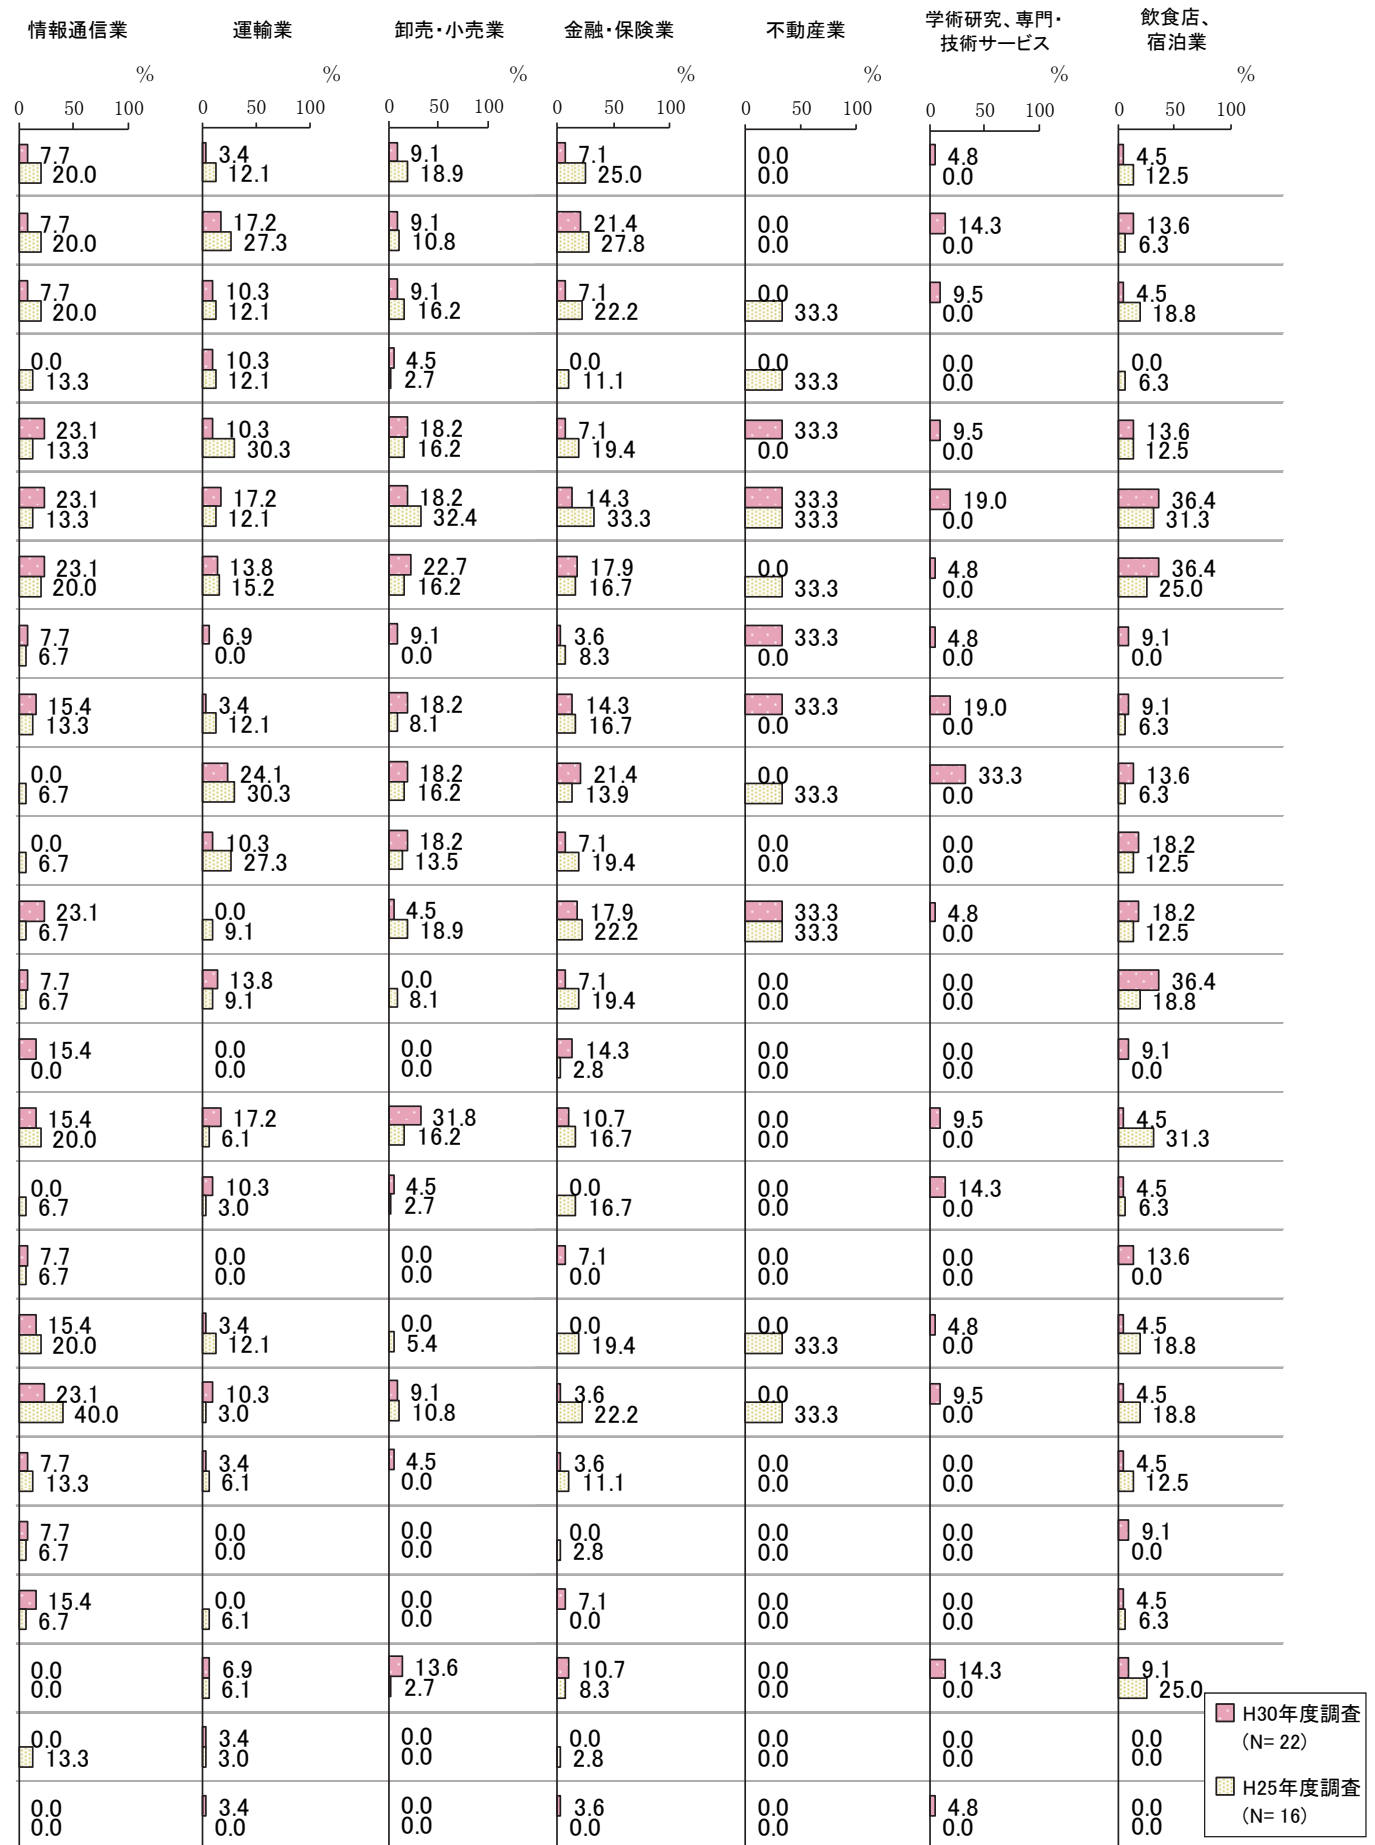 情報通信業 運輸業 卸売・小売業 金融・保険業 不動産業 学術研究、専門・ 飲食店、
技術サービス 宿泊業
% % % % % % %
0 50 100 0 50 100 0 50 100 0 50 100 0 50 100 0 50 100 0 50 100
7.7 3.4 9.1 7.1 0.0 4.8 4.5
20.0 12.1 18.9 25.0 0.0 0.0 12.5
7.7 17.2 9.1 21.4 0.0 14.3 13.6
20.0 27.3 10.8 27.8 0.0 0.0 6.3
7.7 10.3 9.1 7.1 0.0 9.5 4.5
20.0 12.1 16.2 22.2 33.3 0.0 18.8
0.0 10.3 4.5 0.0 0.0 0.0 0.0
13.3 12.1 2.7 11.1 33.3 0.0 6.3
23.1 10.3 18.2 7.1 33.3 9.5 13.6
13.3 30.3 16.2 19.4 0.0 0.0 12.5
23.1 17.2 18.2 14.3 33.3 19.0 36.4
13.3 12.1 32.4 33.3 33.3 0.0 31.3
23.1 13.8 22.7 17.9 0.0 4.8 36.4
20.0 15.2 16.2 16.7 33.3 0.0 25.0
7.7 6.9 9.1 3.6 33.3 4.8 9.1
6.7 0.0 0.0 8.3 0.0 0.0 0.0
15.4 3.4 18.2 14.3 33.3 19.0 9.1
13.3 12.1 8.1 16.7 0.0 0.0 6.3
0.0 24.1 18.2 21.4 0.0 33.3 13.6
6.7 30.3 16.2 13.9 33.3 0.0 6.3
0.0 10.3 18.2 7.1 0.0 0.0 18.2
6.7 27.3 13.5 19.4 0.0 0.0 12.5
23.1 0.0 4.5 17.9 33.3 4.8 18.2
6.7 9.1 18.9 22.2 33.3 0.0 12.5
7.7 13.8 0.0 7.1 0.0 0.0 36.4
6.7 9.1 8.1 19.4 0.0 0.0 18.8
15.4 0.0 0.0 14.3 0.0 0.0 9.1
0.0 0.0 0.0 2.8 0.0 0.0 0.0
15.4 17.2 31.8 10.7 0.0 9.5 4.5
20.0 6.1 16.2 16.7 0.0 0.0 31.3
0.0 10.3 4.5 0.0 0.0 14.3 4.5
6.7 3.0 2.7 16.7 0.0 0.0 6.3
7.7 0.0 0.0 7.1 0.0 0.0 13.6
6.7 0.0 0.0 0.0 0.0 0.0 0.0
15.4 3.4 0.0 0.0 0.0 4.8 4.5
20.0 12.1 5.4 19.4 33.3 0.0 18.8
23.1 10.3 9.1 3.6 0.0 9.5 4.5
40.0 3.0 10.8 22.2 33.3 0.0 18.8
7.7 3.4 4.5 3.6 0.0 0.0 4.5
13.3 6.1 0.0 11.1 0.0 0.0 12.5
7.7 0.0 0.0 0.0 0.0 0.0 9.1
6.7 0.0 0.0 2.8 0.0 0.0 0.0
15.4 0.0 0.0 7.1 0.0 0.0 4.5
6.7 6.1 0.0 0.0 0.0 0.0 6.3
0.0 6.9 13.6 10.7 0.0 14.3 9.1
0.0 6.1 2.7 8.3 0.0 0.0 25.0
0.0 3.4 0.0 0.0 0.0 0.0 0.0
13.3 3.0 0.0 2.8 0.0 0.0 0.0
0.0 3.4 0.0 3.6 0.0 4.8 0.0
0.0 0.0 0.0 0.0 0.0 0.0 0.0
H30年度調査
(N= 22)
H25年度調査
(N= 16)